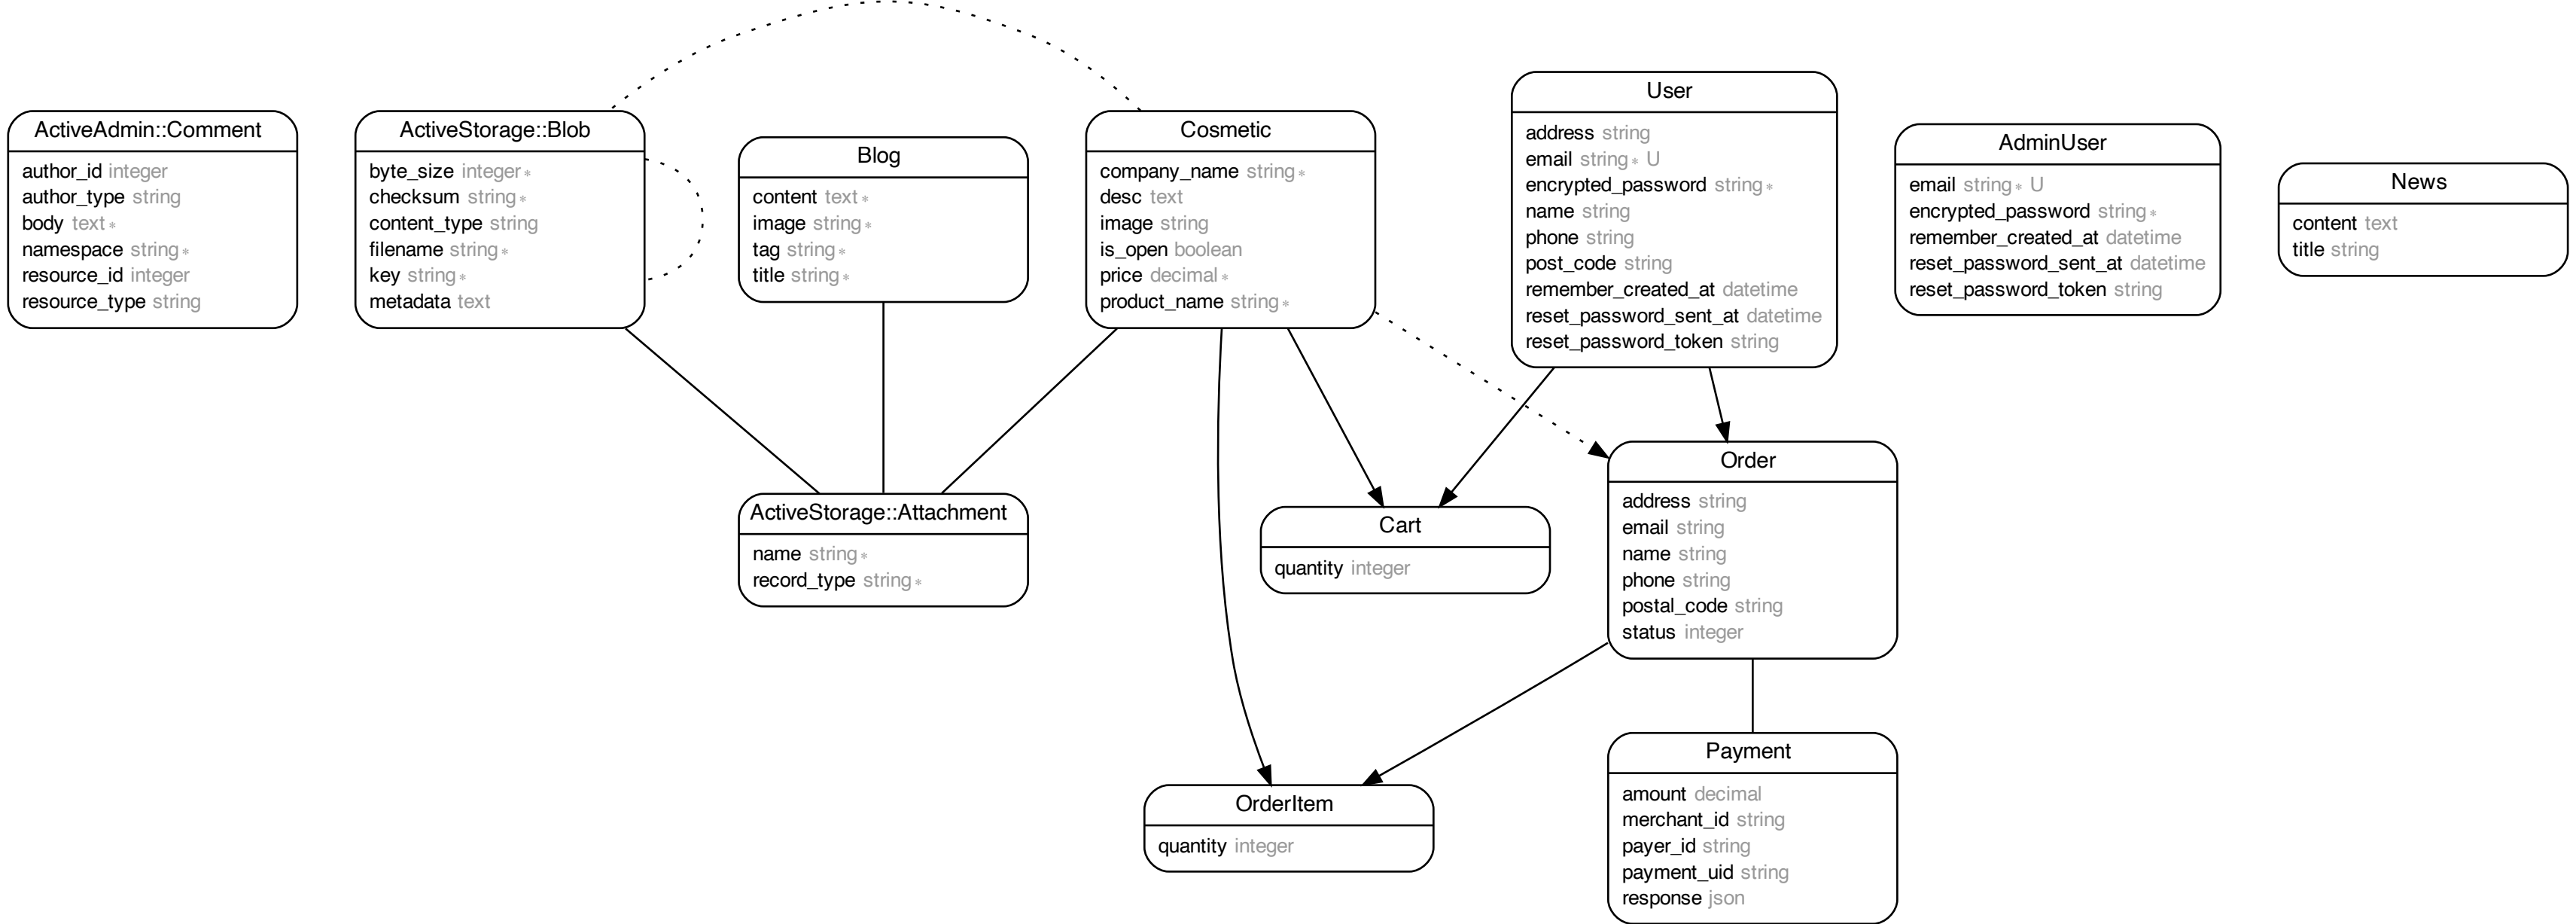 ActiveAdmin::Comment
author_id integer
author_type string
body text *
namespace string *
resource_id integer
resource_type string
ActiveStorage::Blob
byte_size integer *
checksum string *
content_type string
filename string *
key string *
metadata text
Blog
content text *
image string *
tag string *
title string *
Cosmetic
company_name string *
desc text
image string
is_open boolean
price decimal *
product_name string *
User
address string
email string * U
encrypted_password string *
name string
phone string
post_code string
remember_created_at datetime
reset_password_sent_at datetime
reset_password_token string
AdminUser
email string * U
encrypted_password string *
remember_created_at datetime
reset_password_sent_at datetime
reset_password_token string
News
content text
title string
ActiveStorage::Attachment
name string *
record_type string *
Cart
quantity integer
Order
address string
email string
name string
phone string
postal_code string
status integer
OrderItem
quantity integer
Payment
amount decimal
merchant_id string
payer_id string
payment_uid string
response json